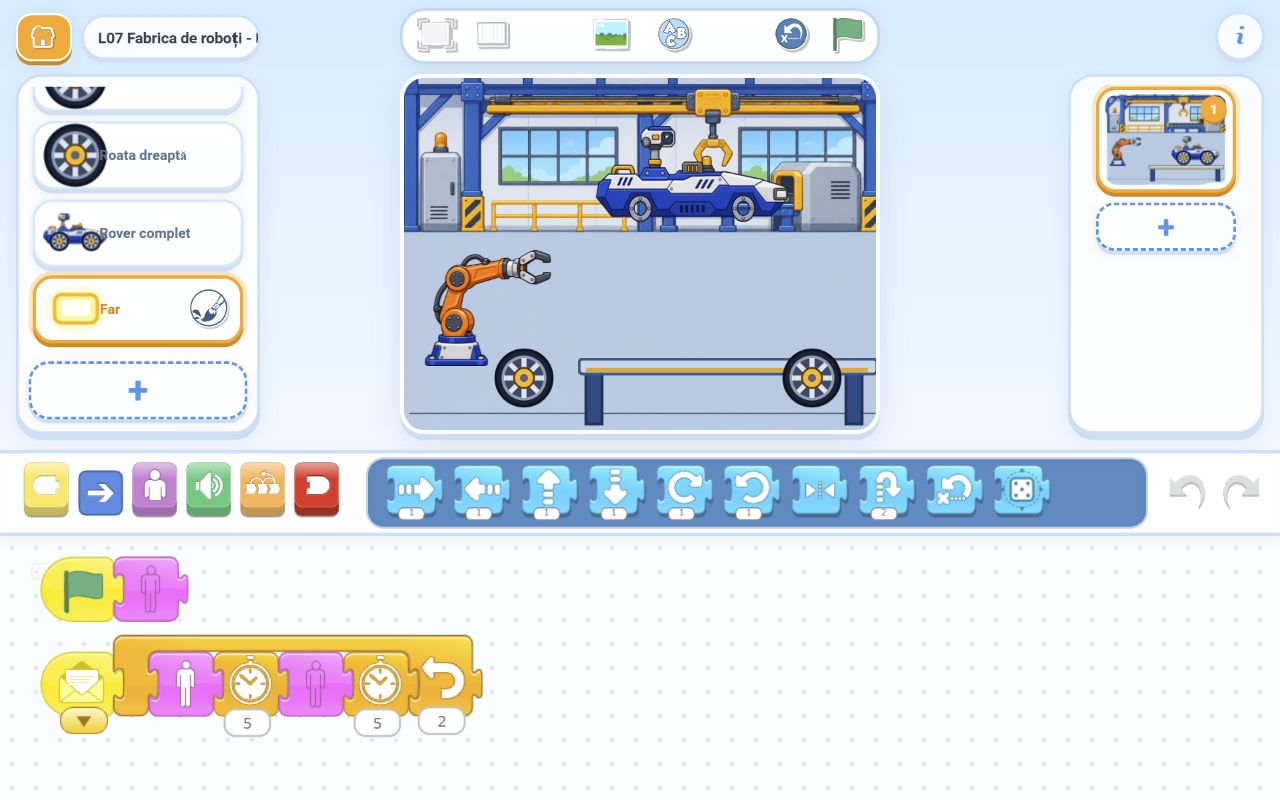 L07 Fabrica de roboți -
ABC
x
i
Roata dreaptă
Rover complet
Far
+
1
+
1
1
1
1
1
1
2
x
5
5
2